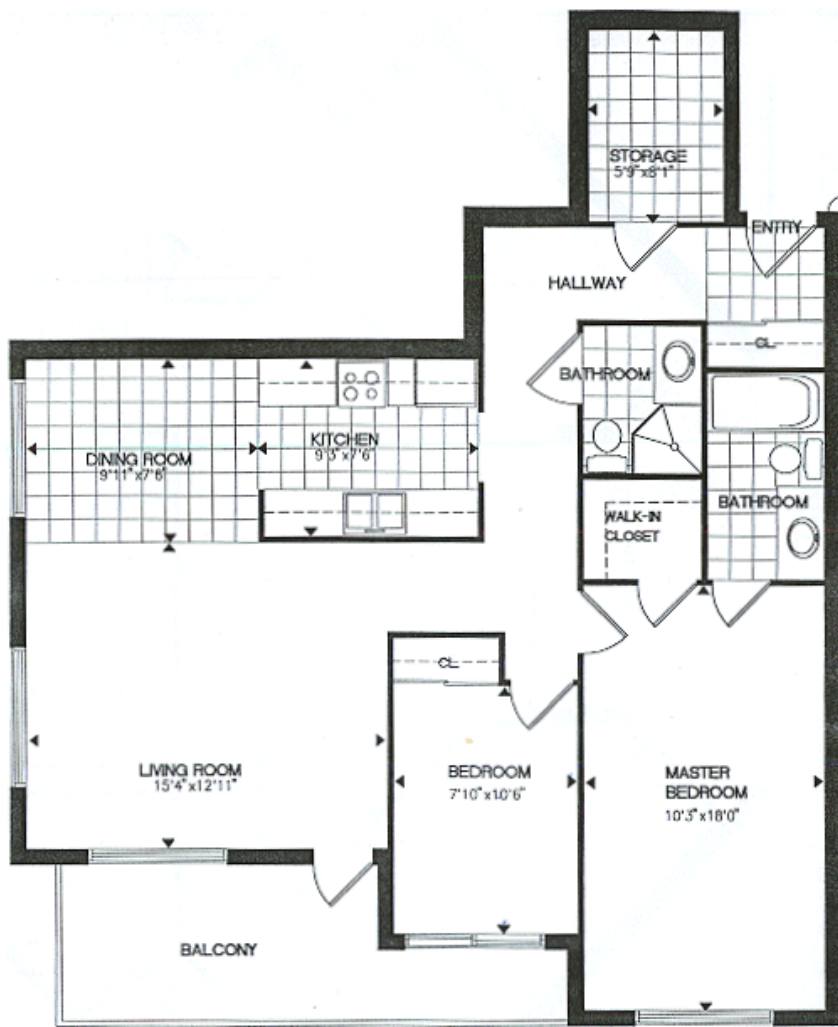 STORAGE
5'9"x8'1"
ENTRY
HALLWAY
CL
BATHROOM
KITCHEN
9'3"x7'6"
DINING ROOM
9'11"x7'6"
BATHROOM
WALK-IN
CLOSET
CL
LIVING ROOM
15'4"x12'11"
BEDROOM
7'10"x10'6"
MASTER
BEDROOM
10'3"x18'0"
BALCONY